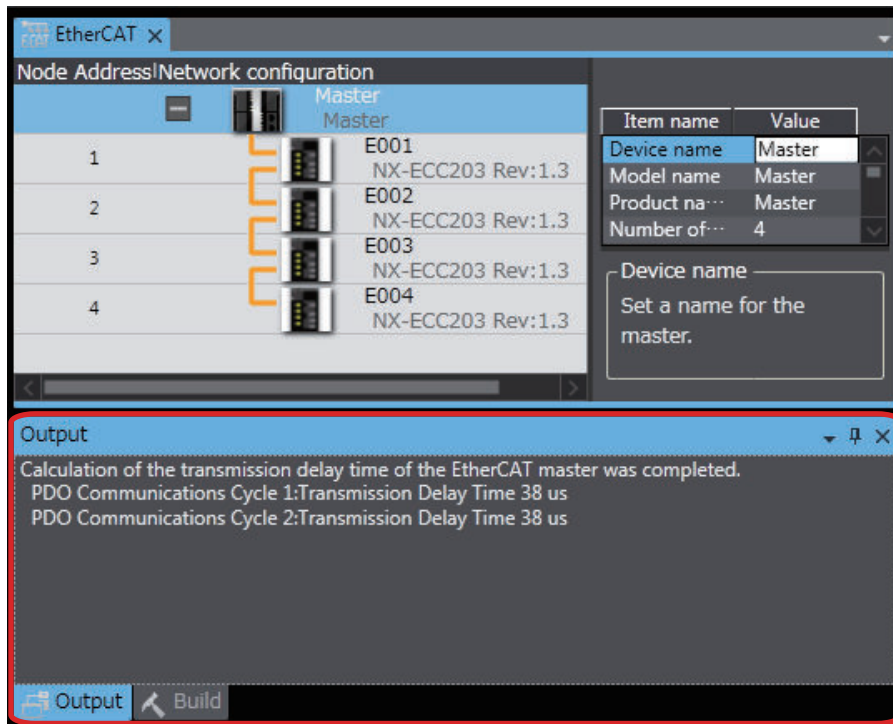 EtherCAT
Node Address|Network configuration
Master
Master
1 E001
NX-ECC203 Rev:1.3
2 E002
NX-ECC203 Rev:1.3
3 E003
NX-ECC203 Rev:1.3
4 E004
NX-ECC203 Rev:1.3
Item name Value
Device name Master
Model name Master
Product na··· Master
Number of··· 4
Device name
Set a name for the
master.
Output
Calculation of the transmission delay time of the EtherCAT master was completed.
PDO Communications Cycle 1:Transmission Delay Time 38 us
PDO Communications Cycle 2:Transmission Delay Time 38 us
Output Build